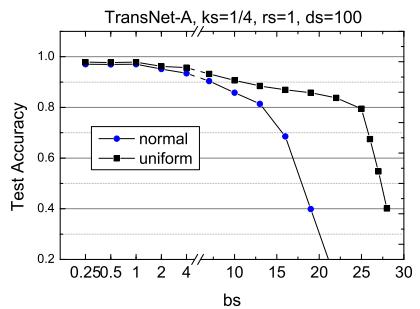 TransNet-A, ks=1/4, rs=1, ds=100
1.0
0.8
0.6
0.4
0.2
Test Accuracy
normal
uniform
0.25 0.5 1 2 4 10 15 20 25 30
bs